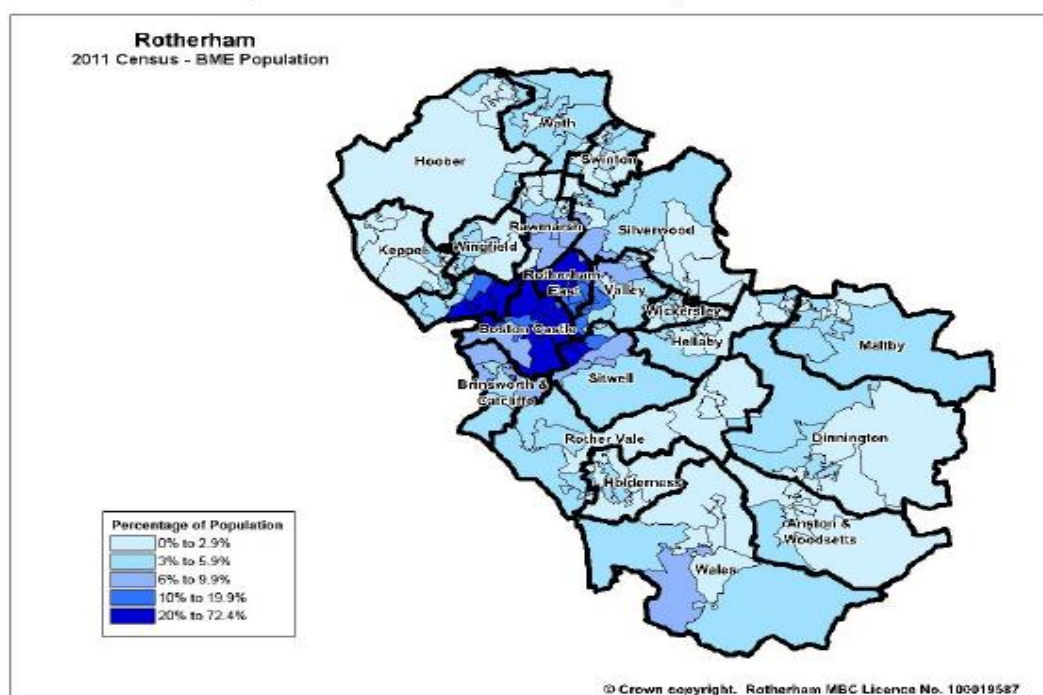 Rotherham
2011 Census - BME Population
Wath
Hoober
Swinton
Rawmarsh
Silverwood
Keppel
Wingfield
Rotherham
East
Valley
Wickersley
Boston Castle
Hellaby
Maltby
Sitwell
Brinsworth &
Catcliffe
Rother Vale
Dinnington
Holderness
Anston &
Woodsetts
Wales
Percentage of Population
0% to 2.9%
3% to 5.9%
6% to 9.9%
10% to 19.9%
20% to 72.4%
© Crown copyright. Rotherham MBC Licence No. 100019587